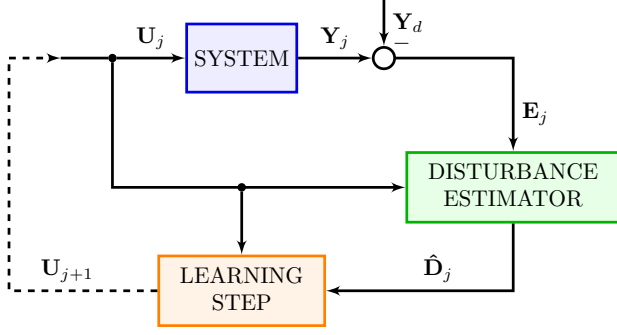 U_j
SYSTEM
Y_j
Y_d
−
E_j
DISTURBANCE
ESTIMATOR
U_{j+1}
LEARNING
STEP
D̂_j